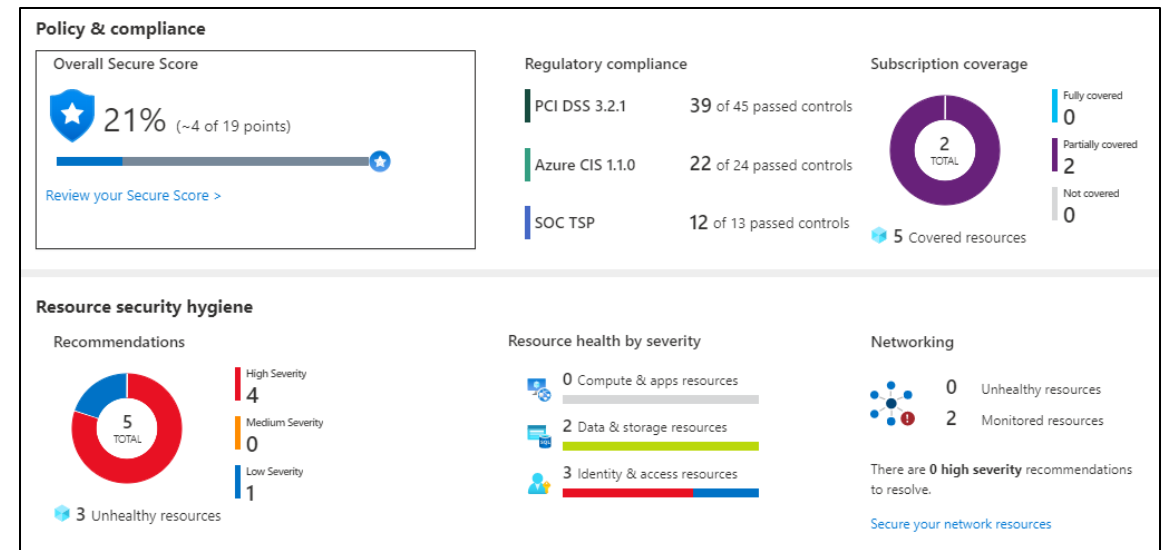 Policy & compliance
Overall Secure Score
21% (~4 of 19 points)
Review your Secure Score >
Regulatory compliance
PCI DSS 3.2.1 39 of 45 passed controls
Azure CIS 1.1.0 22 of 24 passed controls
SOC TSP 12 of 13 passed controls
Subscription coverage
2
TOTAL
Fully covered
0
Partially covered
2
Not covered
0
5 Covered resources
Resource security hygiene
Recommendations
5
TOTAL
High Severity
4
Medium Severity
0
Low Severity
1
3 Unhealthy resources
Resource health by severity
0 Compute & apps resources
2 Data & storage resources
SQL
3 Identity & access resources
Networking
0 Unhealthy resources
2 Monitored resources
There are 0 high severity recommendations
to resolve.
Secure your network resources